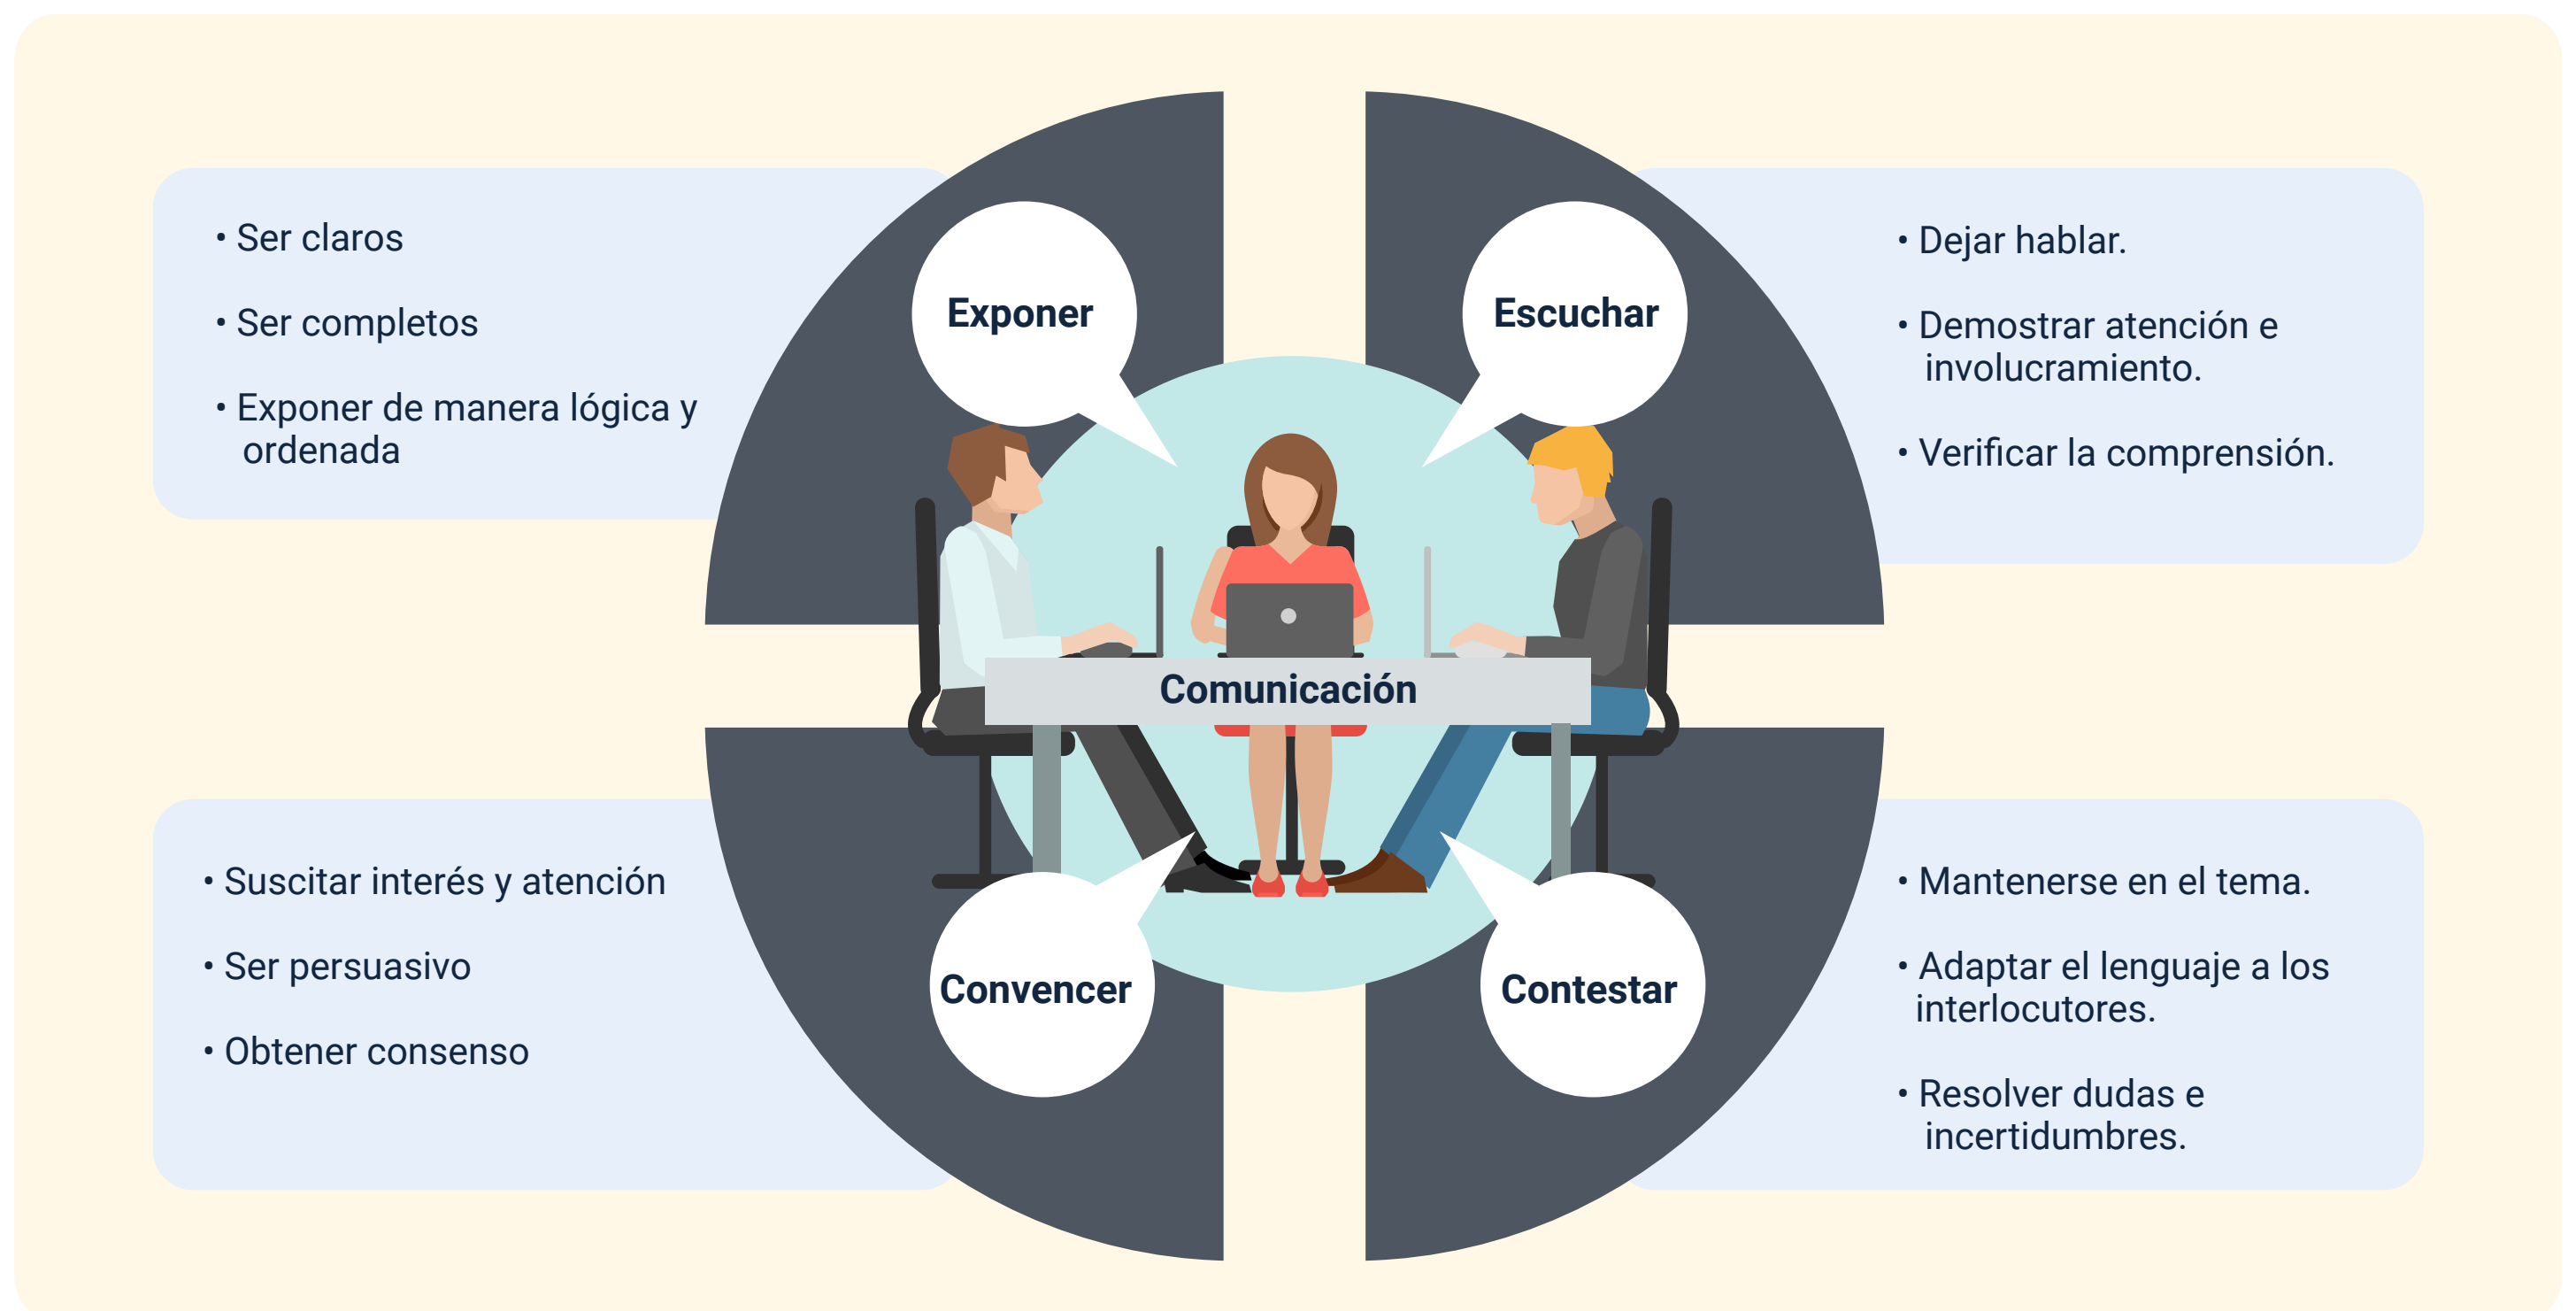 • Ser claros
• Ser completos
• Exponer de manera lógica y
ordenada
Exponer
Escuchar
• Dejar hablar.
• Demostrar atención e
involucramiento.
• Verificar la comprensión.
Comunicación
• Suscitar interés y atención
• Ser persuasivo
• Obtener consenso
Convencer
Contestar
• Mantenerse en el tema.
• Adaptar el lenguaje a los
interlocutores.
• Resolver dudas e
incertidumbres.